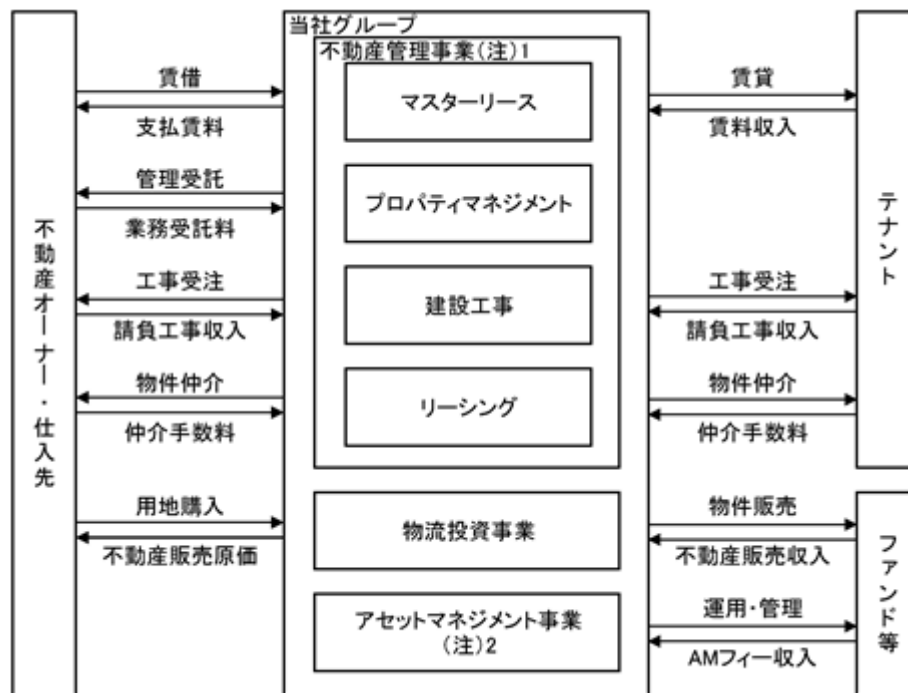 当社グループ
不動産管理事業(注)1
マスターリース
プロパティマネジメント
建設工事
リーシング
物流投資事業
アセットマネジメント事業
(注)2
不動産オーナー・仕入先
賃借
支払賃料
管理受託
業務受託料
工事受注
請負工事収入
物件仲介
仲介手数料
用地購入
不動産販売原価
賃貸
賃料収入
工事受注
請負工事収入
物件仲介
仲介手数料
物件販売
不動産販売収入
運用・管理
AMフィー収入
テナント
ファンド等